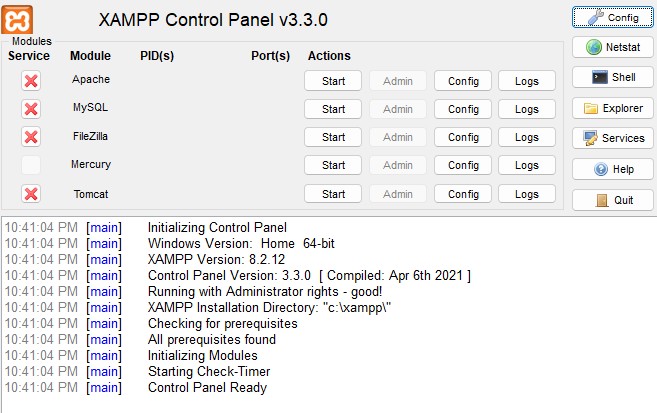 XAMPP Control Panel v3.3.0
Config
Modules
Service Module PID(s) Port(s) Actions
Netstat
Apache Start Admin Config Logs
Shell
MySQL Start Admin Config Logs
Explorer
FileZilla Start Admin Config Logs
Services
Mercury Start Admin Config Logs
Help
Tomcat Start Admin Config Logs
Quit
10:41:04 PM [main] Initializing Control Panel
10:41:04 PM [main] Windows Version: Home 64-bit
10:41:04 PM [main] XAMPP Version: 8.2.12
10:41:04 PM [main] Control Panel Version: 3.3.0 [ Compiled: Apr 6th 2021 ]
10:41:04 PM [main] Running with Administrator rights - good!
10:41:04 PM [main] XAMPP Installation Directory: "c:\xampp\"
10:41:04 PM [main] Checking for prerequisites
10:41:04 PM [main] All prerequisites found
10:41:04 PM [main] Initializing Modules
10:41:04 PM [main] Starting Check-Timer
10:41:04 PM [main] Control Panel Ready